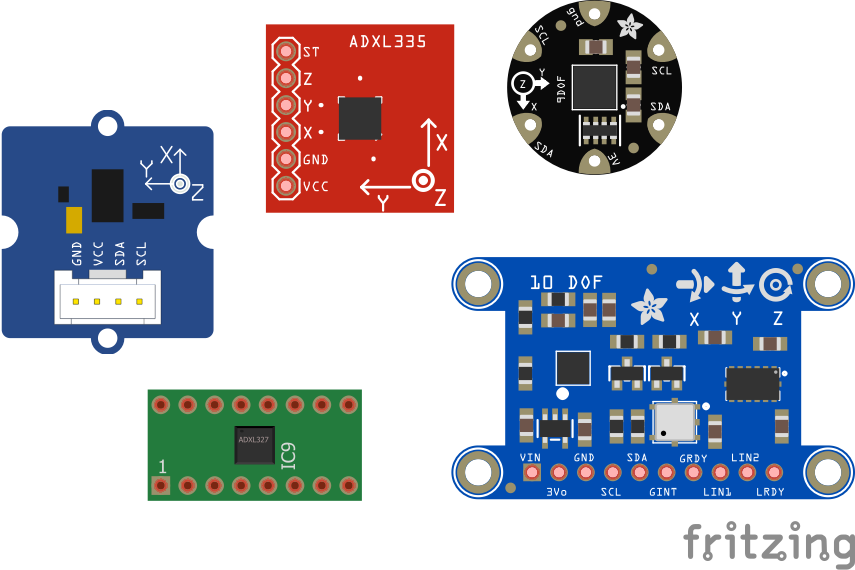 ADXL335
ST
Z
Y
X
GND
VCC
X
Y
Z
gnd
SCL
SCL
9DOF
Z
Y
X
SDA
SDA
3V
X
Y
Z
GND
VCC
SDA
SCL
10 DOF
X
Y
Z
VIN
GND
SDA
GRDY
LIN2
3Vo
SCL
GINT
LIN1
LRDY
ADXL327
IC9
1
fritzing